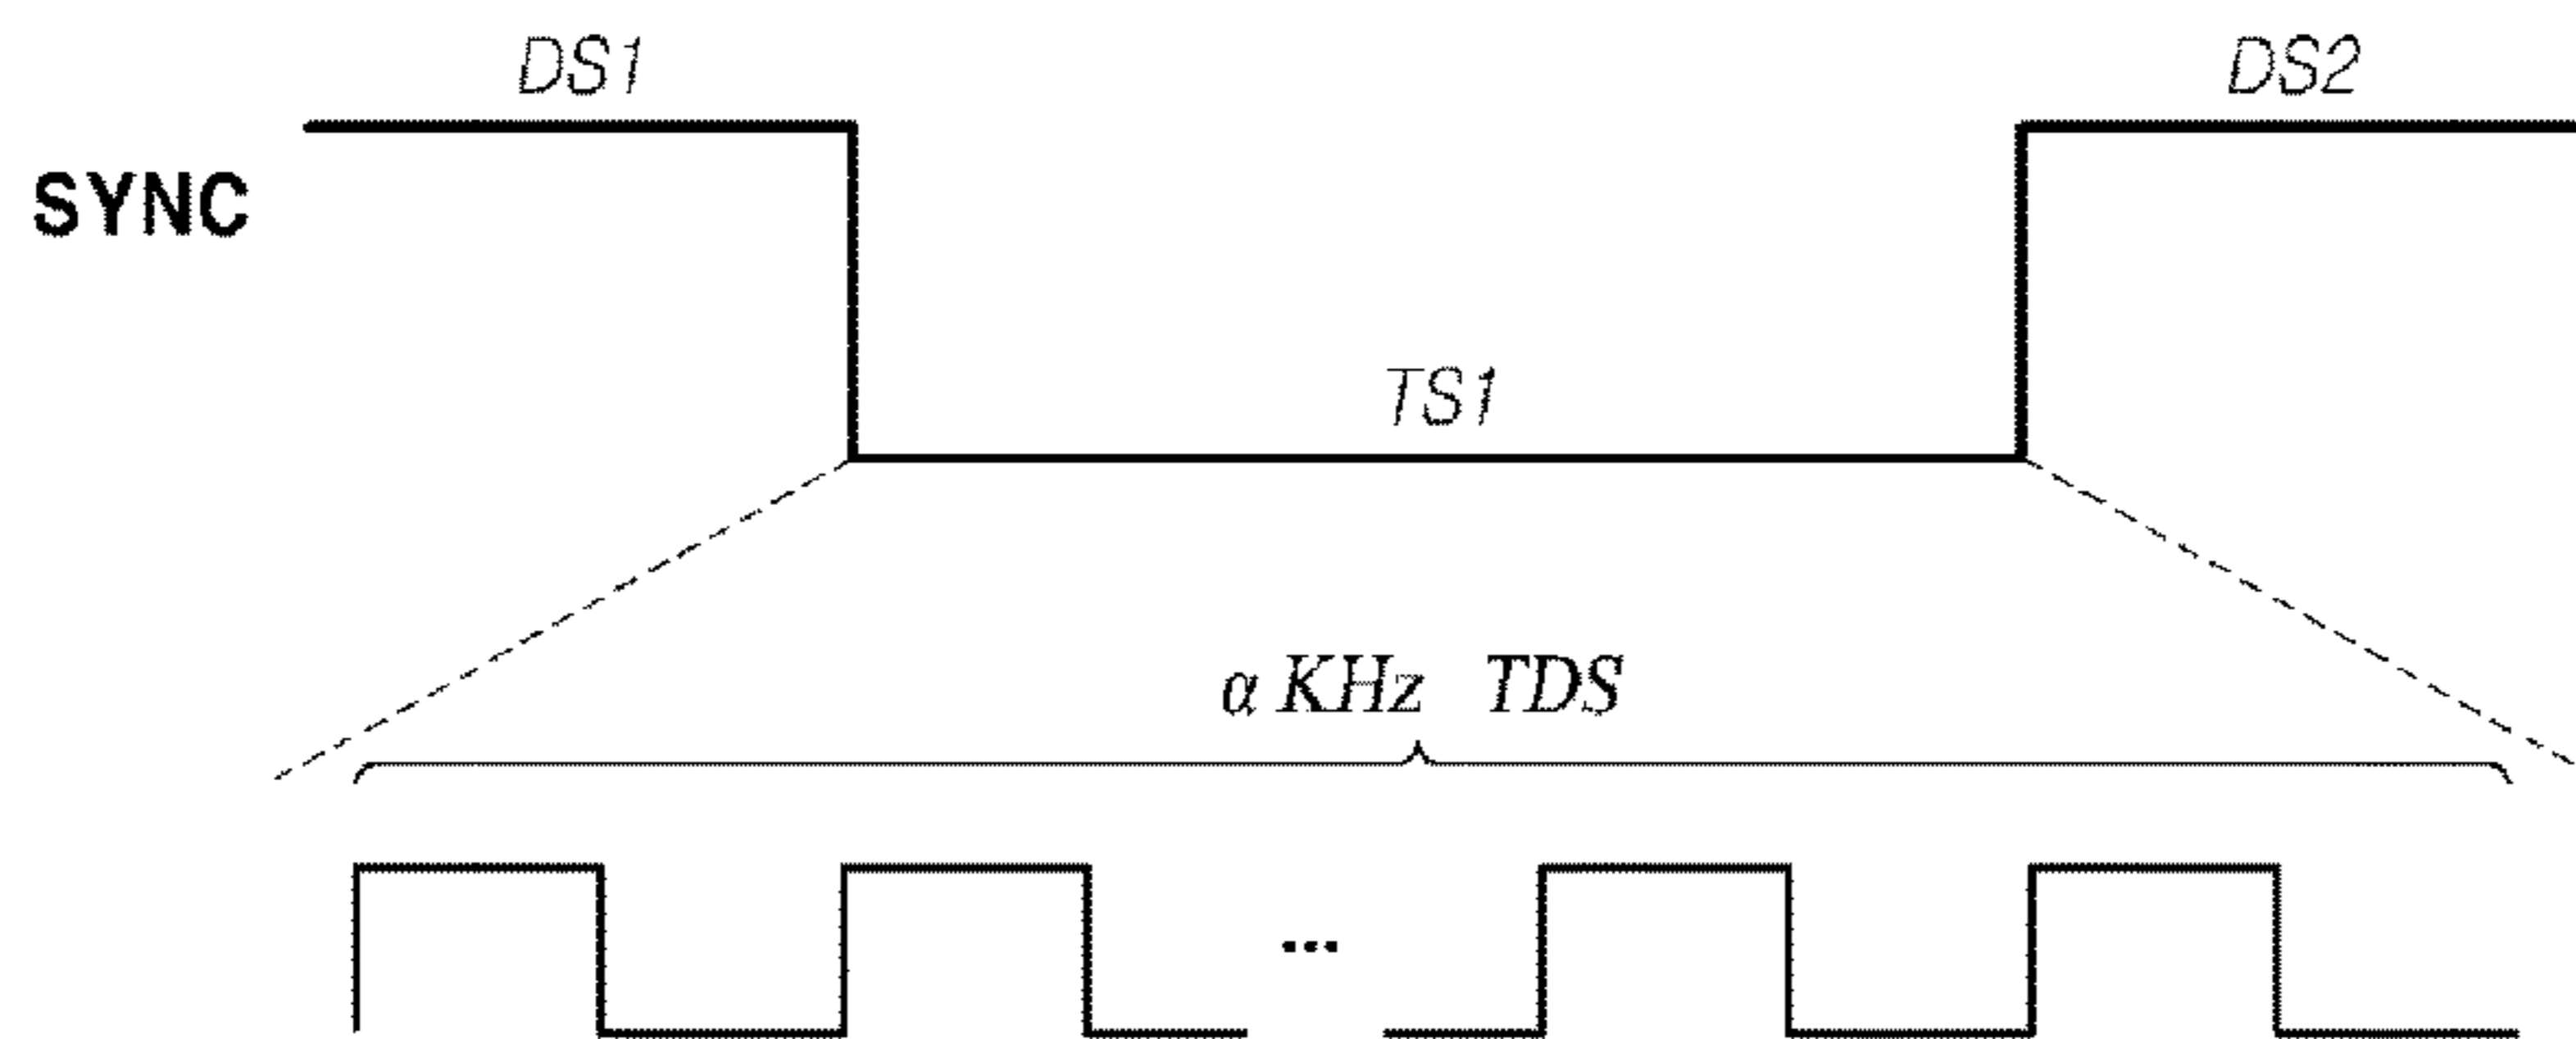 DS1
DS2
SYNC
TS1
α KHz TDS
...